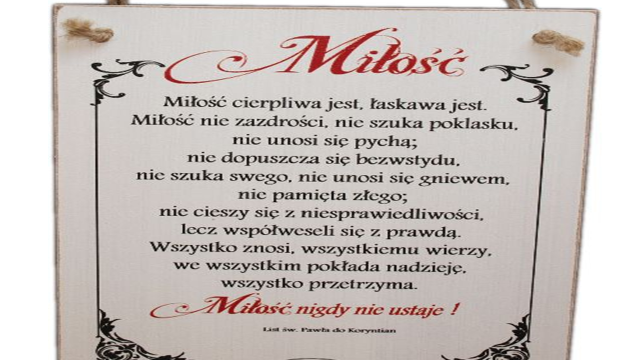 Miłość
Miłość cierpliwa jest, łaskawa jest.
Miłość nie zazdrości, nie szuka poklasku,
nie unosi się pychą;
nie dopuszcza się bezwstydu,
nie szuka swego, nie unosi się gniewem,
nie pamięta złego;
nie cieszy się z niesprawiedliwości,
lecz współweseli się z prawdą.
Wszystko znosi, wszystkiemu wierzy,
we wszystkim pokłada nadzieję,
wszystko przetrzyma.
Miłość nigdy nie ustaje !
List św. Pawła do Koryntian